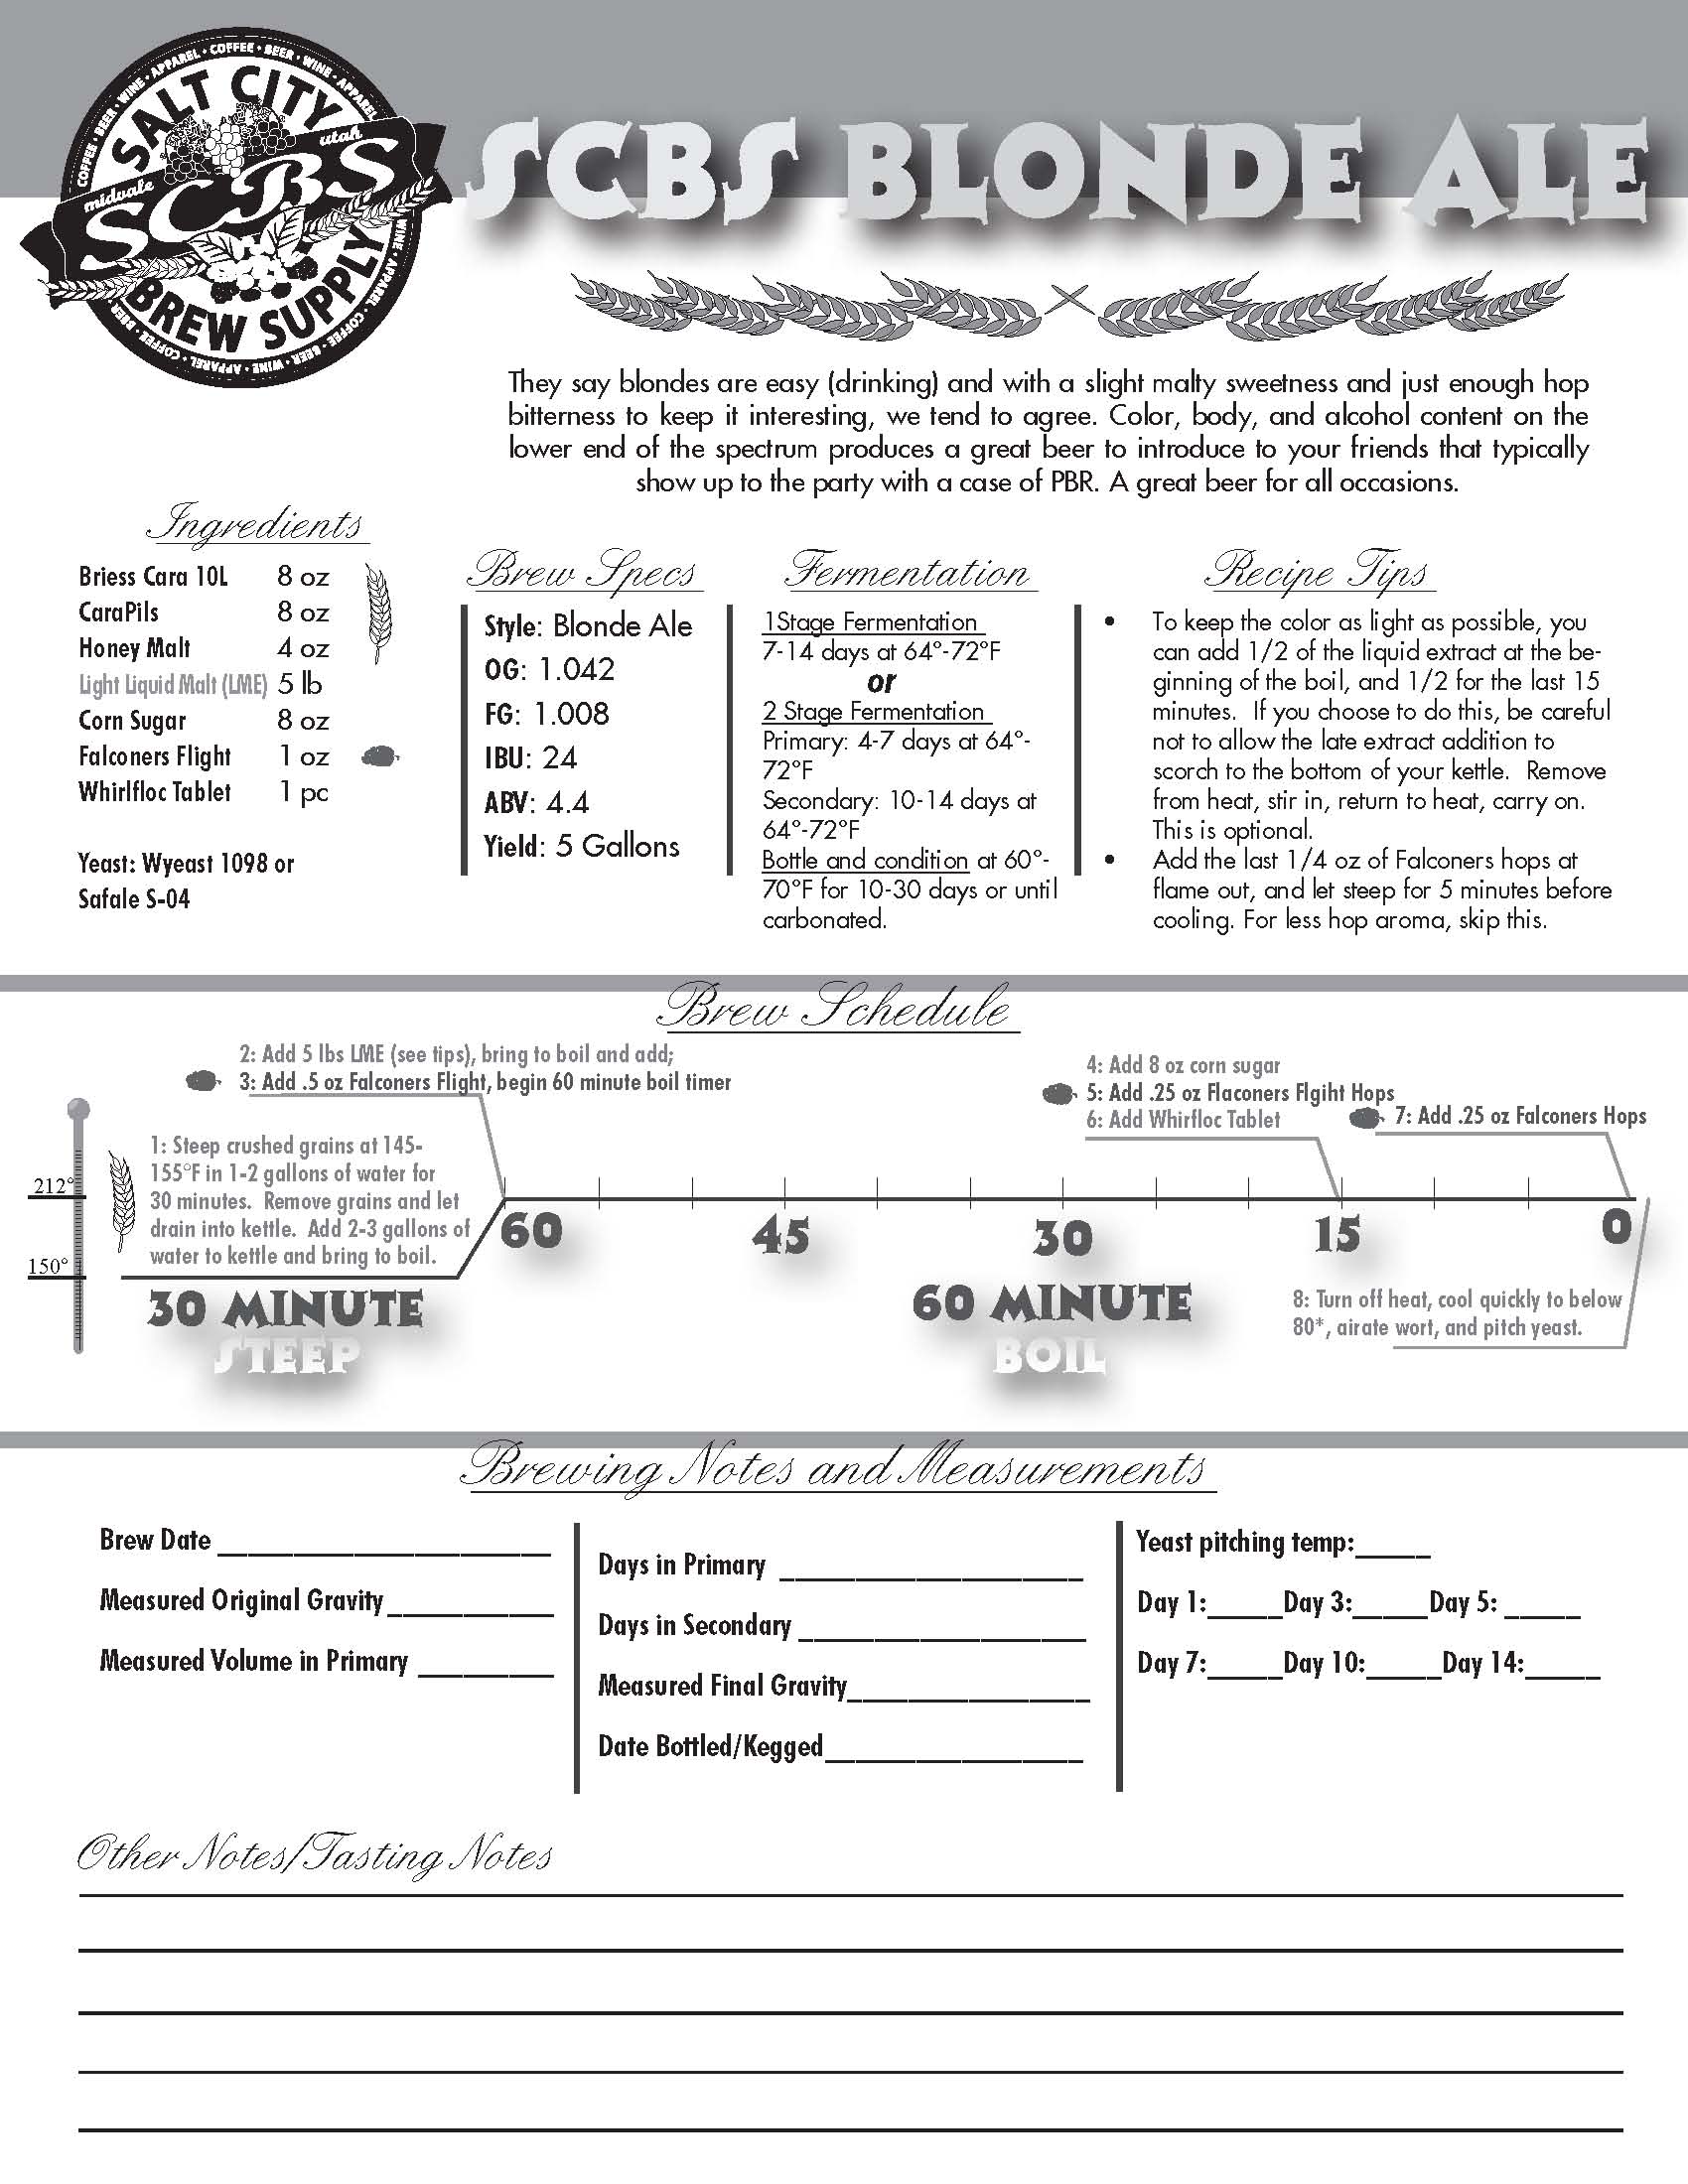 COFFEE • BEER • WINE • APPAREL • COFFEE • BEER • WINE • APPAREL
SALT CITY
midvale
utah
SCBS
BREW SUPPLY
SCBS BLONDE ALE
They say blondes are easy (drinking) and with a slight malty sweetness and just enough hop
bitterness to keep it interesting, we tend to agree. Color, body, and alcohol content on the
lower end of the spectrum produces a great beer to introduce to your friends that typically
show up to the party with a case of PBR. A great beer for all occasions.
Ingredients
Briess Cara 10L 8 oz
CaraPils 8 oz
Honey Malt 4 oz
Light Liquid Malt (LME) 5 lb
Corn Sugar 8 oz
Falconers Flight 1 oz
Whirlfloc Tablet 1 pc
Yeast: Wyeast 1098 or
Safale S-04
Brew Specs
Style: Blonde Ale
OG: 1.042
FG: 1.008
IBU: 24
ABV: 4.4
Yield: 5 Gallons
Fermentation
1Stage Fermentation
7-14 days at 64°-72°F
or
2 Stage Fermentation
Primary: 4-7 days at 64°-
72°F
Secondary: 10-14 days at
64°-72°F
Bottle and condition at 60°-
70°F for 10-30 days or until
carbonated.
Recipe Tips
• To keep the color as light as possible, you
can add 1/2 of the liquid extract at the be-
ginning of the boil, and 1/2 for the last 15
minutes. If you choose to do this, be careful
not to allow the late extract addition to
scorch to the bottom of your kettle. Remove
from heat, stir in, return to heat, carry on.
This is optional.
• Add the last 1/4 oz of Falconers hops at
flame out, and let steep for 5 minutes before
cooling. For less hop aroma, skip this.
Brew Schedule
2: Add 5 lbs LME (see tips), bring to boil and add;
3: Add .5 oz Falconers Flight, begin 60 minute boil timer
4: Add 8 oz corn sugar
5: Add .25 oz Flaconers Flgiht Hops
6: Add Whirfloc Tablet
7: Add .25 oz Falconers Hops
1: Steep crushed grains at 145-
155°F in 1-2 gallons of water for
30 minutes. Remove grains and let
drain into kettle. Add 2-3 gallons of
water to kettle and bring to boil.
212°
150°
60 45 30 15 0
30 MINUTE
STEEP
60 MINUTE
BOIL
8: Turn off heat, cool quickly to below
80*, airate wort, and pitch yeast.
Brewing Notes and Measurements
Brew Date ______________________
Measured Original Gravity___________
Measured Volume in Primary _________
Days in Primary ____________________
Days in Secondary ___________________
Measured Final Gravity________________
Date Bottled/Kegged_________________
Yeast pitching temp:_____
Day 1:_____Day 3:_____Day 5: _____
Day 7:_____Day 10:_____Day 14:_____
Other Notes/Tasting Notes